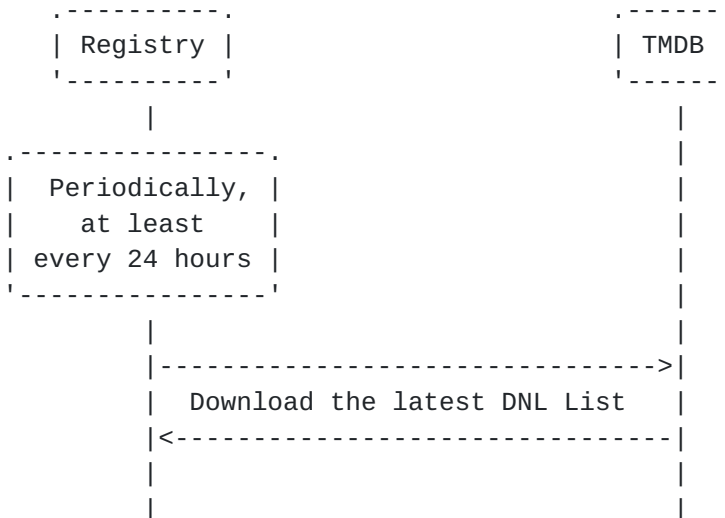 Registry
TMDB
Periodically,
at least
every 24 hours
Download the latest DNL List